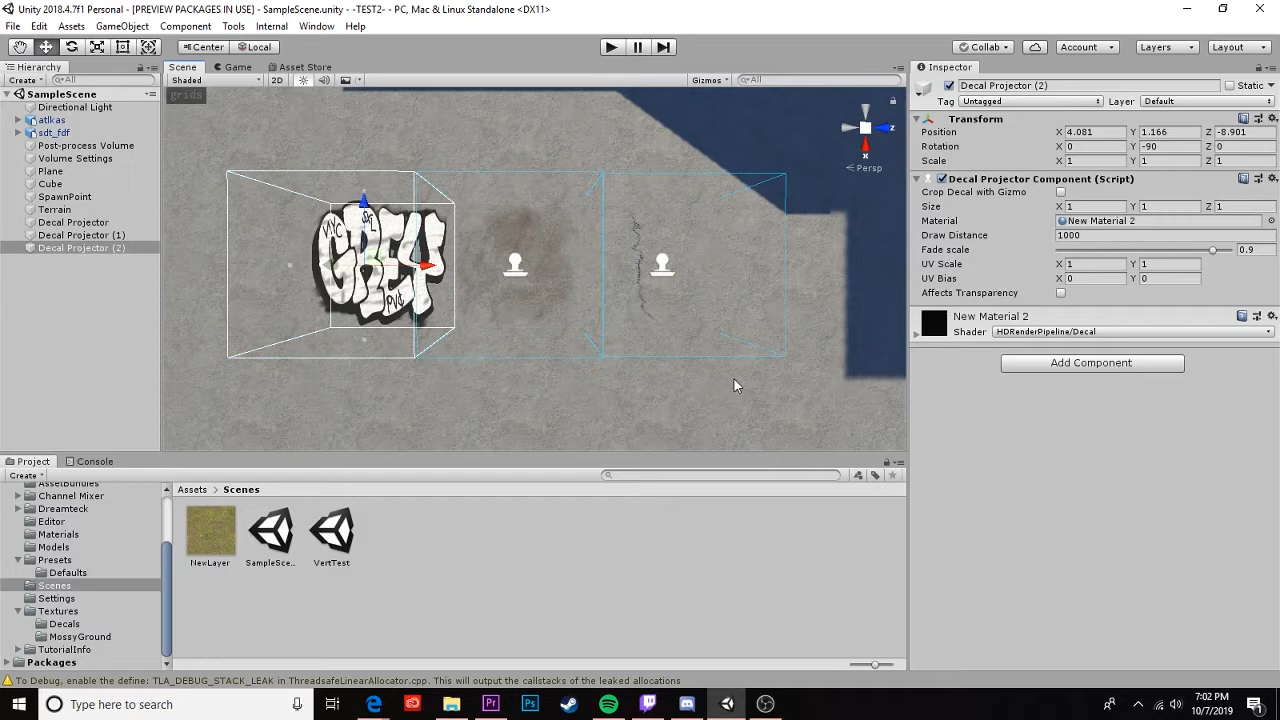 Unity 2018.4.7f1 Personal - [PREVIEW PACKAGES IN USE] - SampleScene.unity - -TEST2- - PC, Mac & Linux Standalone <DX11>
File Edit Assets GameObject Component Tools Internal Window Help
Center Local Collab Account Layers Layout
Hierarchy Scene Game Asset Store Inspector
Create All Shaded 2D Gizmos All
Decal Projector (2) Static
Tag Untagged Layer Default
SampleScene
Directional Light
atlkas
sdt_fdf
Post-process Volume
Volume Settings
Plane
Cube
SpawnPoint
Terrain
Decal Projector
Decal Projector (1)
Decal Projector (2)
grids
z
x
Persp
NYC
GREY
Transform
Position X 4.081 Y 1.166 Z -8.901
Rotation X 0 Y -90 Z 0
Scale X 1 Y 1 Z 1
Decal Projector Component (Script)
Crop Decal with Gizmo
Size X 1 Y 1 Z 1
Material New Material 2
Draw Distance 1000
Fade scale 0.9
UV Scale X 1 Y 1
UV Bias X 0 Y 0
Affects Transparency
New Material 2
Shader HDRenderPipeline/Decal
Add Component
Project Console
Create
Assets Scenes
AssetBundles
Channel Mixer
Dreamteck
Editor
Materials
Models
Presets
Defaults
Scenes
Settings
Textures
Decals
MossyGround
TutorialInfo
Packages
NewLayer SampleSce... VertTest
To Debug, enable the define: TLA_DEBUG_STACK_LEAK in ThreadsafeLinearAllocator.cpp. This will output the callstacks of the leaked allocations
Type here to search
Pr Ps
7:02 PM
10/7/2019